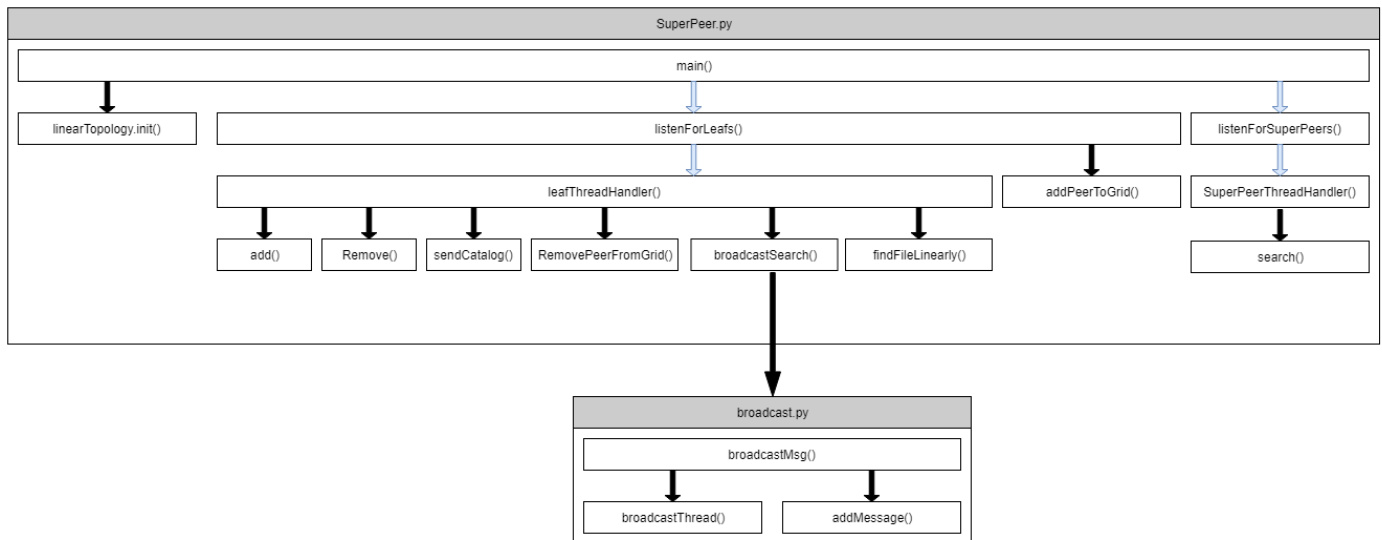 SuperPeer.py
main()
linearTopology.init()
listenForLeafs()
listenForSuperPeers()
leafThreadHandler()
addPeerToGrid()
SuperPeerThreadHandler()
add()
Remove()
sendCatalog()
RemovePeerFromGrid()
broadcastSearch()
findFileLinearly()
search()
broadcast.py
broadcastMsg()
broadcastThread()
addMessage()